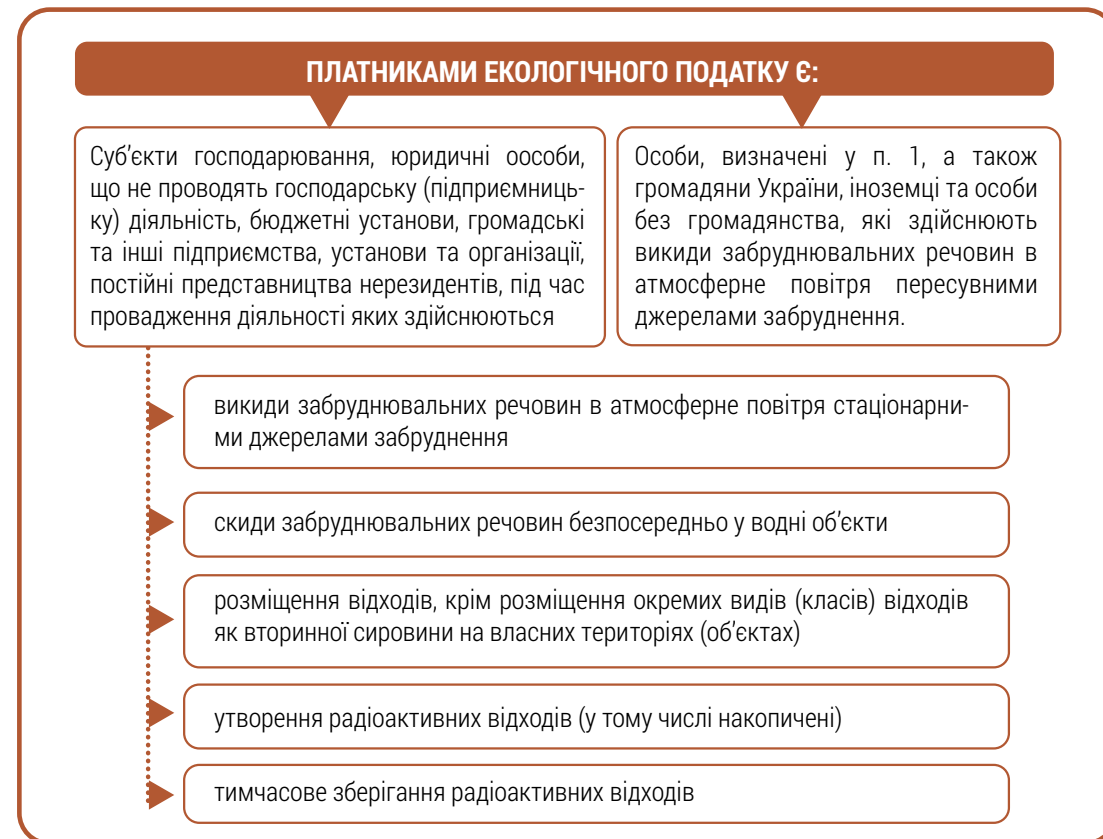 ПЛАТНИКАМИ ЕКОЛОГІЧНОГО ПОДАТКУ Є:
Суб’єкти господарювання, юридичні оособи,
що не проводять господарську (підприємниць-
ку) діяльність, бюджетні установи, громадські
та інші підприємства, установи та організації,
постійні представництва нерезидентів, під час
провадження діяльності яких здійснюються
Особи, визначені у п. 1, а також
громадяни України, іноземці та особи
без громадянства, які здійснюють
викиди забруднювальних речовин в
атмосферне повітря пересувними
джерелами забруднення.
викиди забруднювальних речовин в атмосферне повітря стаціонарни-
ми джерелами забруднення
скиди забруднювальних речовин безпосередньо у водні об’єкти
розміщення відходів, крім розміщення окремих видів (класів) відходів
як вторинної сировини на власних територіях (об’єктах)
утворення радіоактивних відходів (у тому числі накопичені)
тимчасове зберігання радіоактивних відходів